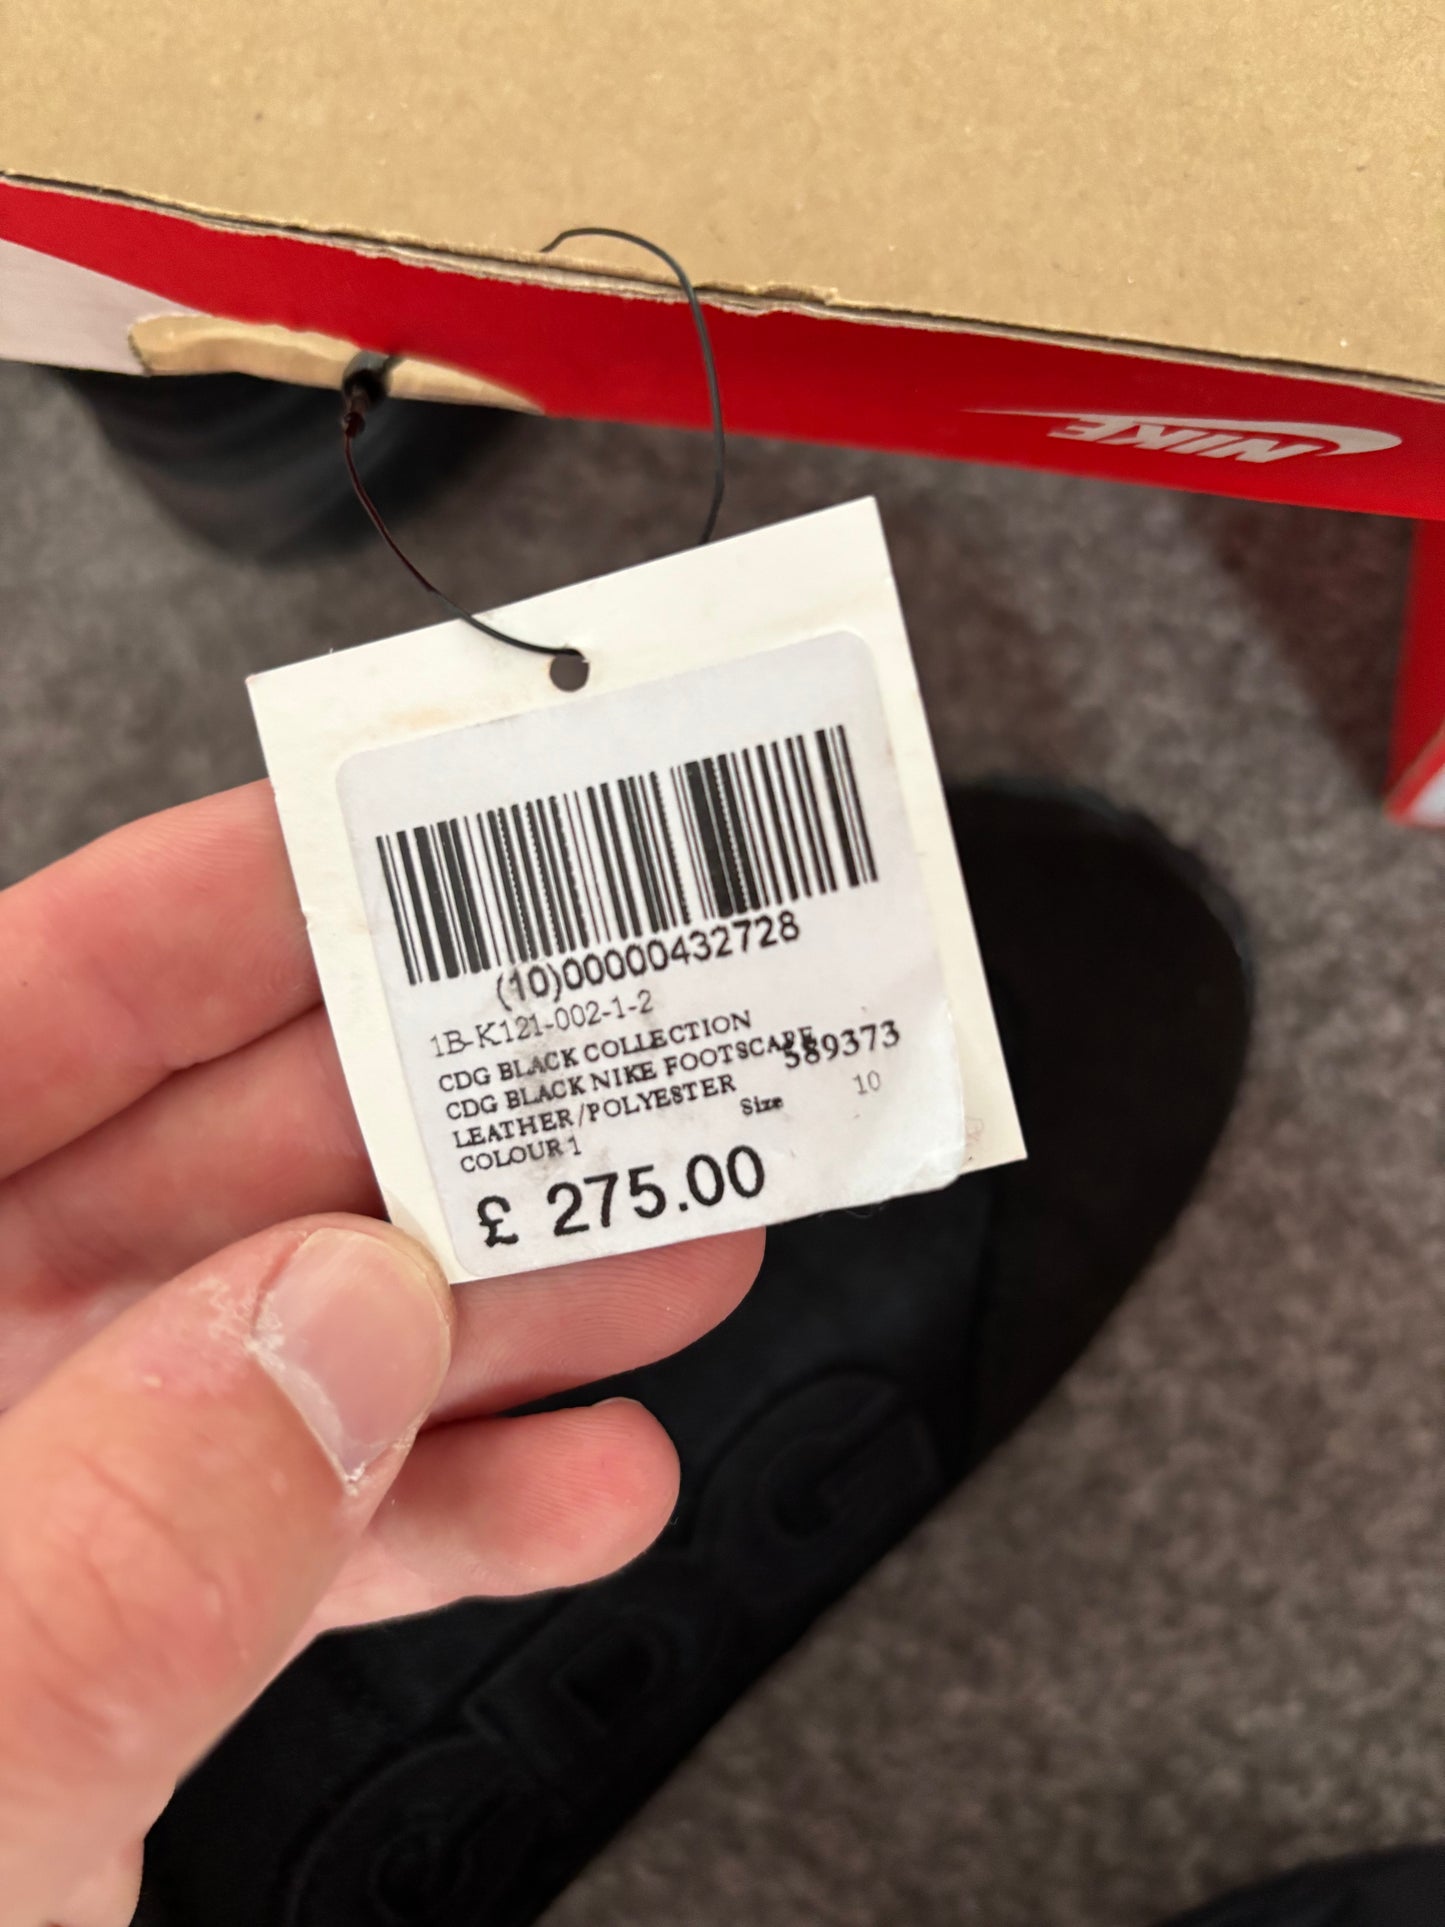 NIKE
(10)00000432728
1B-K121-002-1-2
CDG BLACK COLLECTION
CDG BLACK NIKE FOOTSCAPE 589373
LEATHER/POLYESTER
Size 10
COLOUR 1
£ 275.00
CDG